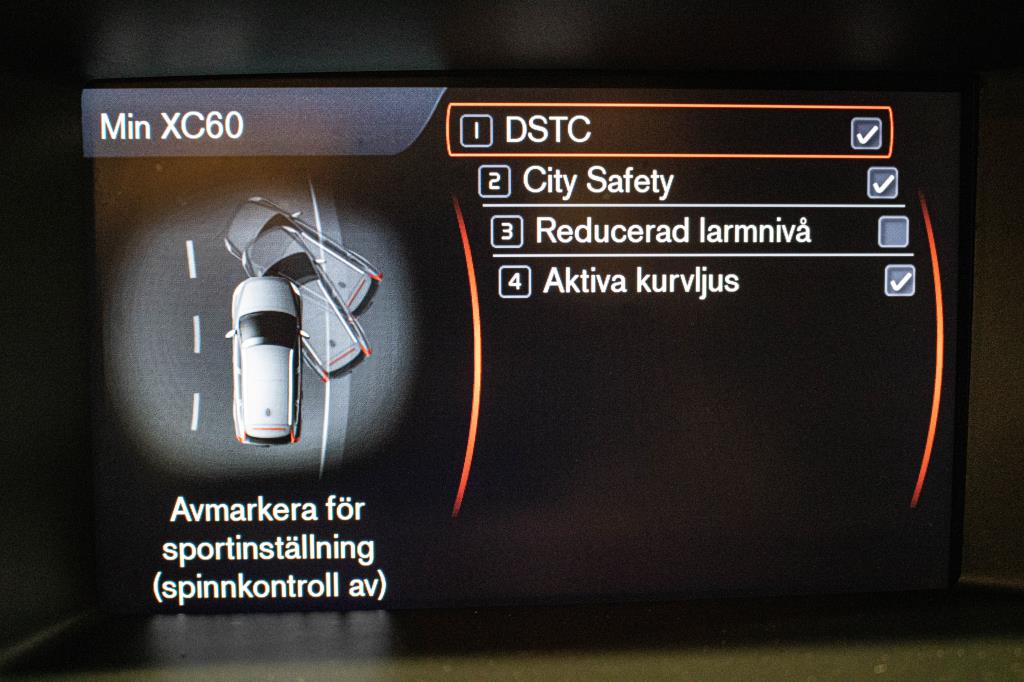 Min XC60
1 DSTC
2 City Safety
3 Reducerad larmnivå
4 Aktiva kurvljus
Avmarkera för
sportinställning
(spinnkontroll av)